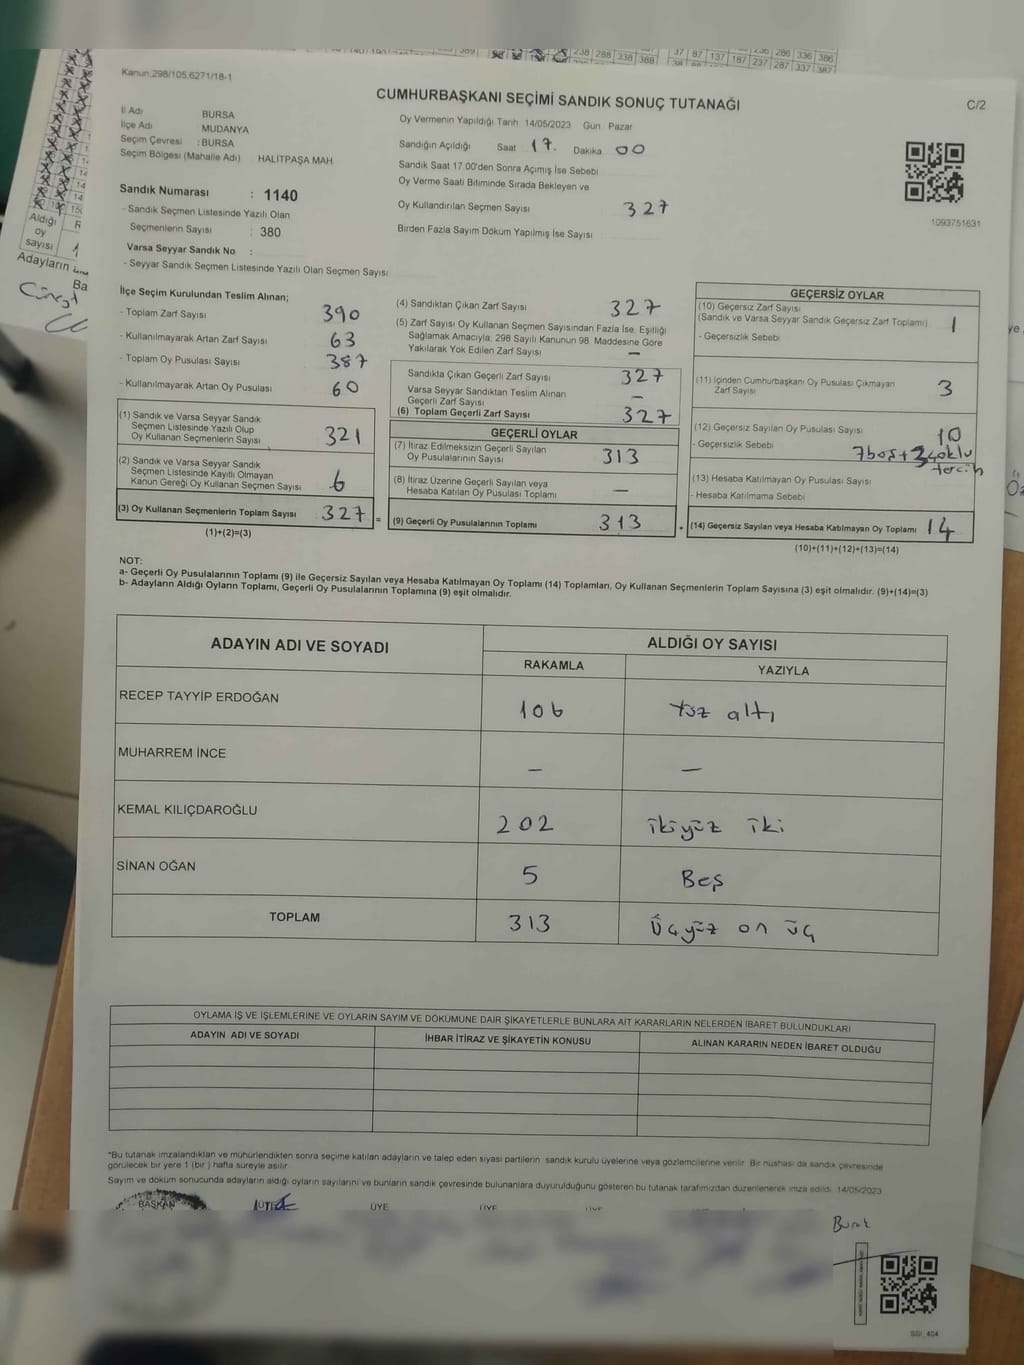 Kanun:298/105,6271/18-1
C/2
CUMHURBAŞKANI SEÇİMİ SANDIK SONUÇ TUTANAĞI
İl Adı BURSA
İlçe Adı MUDANYA
Seçim Çevresi : BURSA
Seçim Bölgesi (Mahalle Adı) HALİTPAŞA MAH.
Oy Vermenin Yapıldığı Tarih 14/05/2023 Gün Pazar
Sandığın Açıldığı Saat 17. Dakika 00
Sandık Saat 17.00'den Sonra Açılmış İse Sebebi
Oy Verme Saati Bitiminde Sırada Bekleyen ve
Oy Kullandırılan Seçmen Sayısı 327
Birden Fazla Sayım Döküm Yapılmış İse Sayısı
1093751631
Sandık Numarası : 1140
- Sandık Seçmen Listesinde Yazılı Olan
Seçmenlerin Sayısı : 380
Varsa Seyyar Sandık No :
- Seyyar Sandık Seçmen Listesinde Yazılı Olan Seçmen Sayısı
İlçe Seçim Kurulundan Teslim Alınan;
- Toplam Zarf Sayısı 390
- Kullanılmayarak Artan Zarf Sayısı 63
- Toplam Oy Pusulası Sayısı 387
- Kullanılmayarak Artan Oy Pusulası 60
(1) Sandık ve Varsa Seyyar Sandık
Seçmen Listesinde Yazılı Olup
Oy Kullanan Seçmenlerin Sayısı 321
(2) Sandık ve Varsa Seyyar Sandık
Seçmen Listesinde Kayıtlı Olmayan
Kanun Gereği Oy Kullanan Seçmen Sayısı 6
(3) Oy Kullanan Seçmenlerin Toplam Sayısı 327
(1)+(2)=(3)
=
(4) Sandıktan Çıkan Zarf Sayısı 327
(5) Zarf Sayısı Oy Kullanan Seçmen Sayısından Fazla İse, Eşitliği
Sağlamak Amacıyla, 298 Sayılı Kanunun 98. Maddesine Göre
Yakılarak Yok Edilen Zarf Sayısı —
Sandıkta Çıkan Geçerli Zarf Sayısı 327
Varsa Seyyar Sandıktan Teslim Alınan
Geçerli Zarf Sayısı —
(6) Toplam Geçerli Zarf Sayısı 327
GEÇERLİ OYLAR
(7) İtiraz Edilmeksizin Geçerli Sayılan
Oy Pusulalarının Sayısı 313
(8) İtiraz Üzerine Geçerli Sayılan veya
Hesaba Katılan Oy Pusulası Toplamı —
(9) Geçerli Oy Pusulalarının Toplamı 313
+
GEÇERSİZ OYLAR
(10) Geçersiz Zarf Sayısı
(Sandık ve Varsa Seyyar Sandık Geçersiz Zarf Toplamı) 1
- Geçersizlik Sebebi
(11) İçinden Cumhurbaşkanı Oy Pusulası Çıkmayan
Zarf Sayısı 3
(12) Geçersiz Sayılan Oy Pusulası Sayısı 10
- Geçersizlik Sebebi 7boş+3çoklu
tercih
(13) Hesaba Katılmayan Oy Pusulası Sayısı
- Hesaba Katılmama Sebebi
(14) Geçersiz Sayılan veya Hesaba Katılmayan Oy Toplamı 14
(10)+(11)+(12)+(13)=(14)
NOT:
a- Geçerli Oy Pusulalarının Toplamı (9) ile Geçersiz Sayılan veya Hesaba Katılmayan Oy Toplamı (14) Toplamları, Oy Kullanan Seçmenlerin Toplam Sayısına (3) eşit olmalıdır. (9)+(14)=(3)
b- Adayların Aldığı Oyların Toplamı, Geçerli Oy Pusulalarının Toplamına (9) eşit olmalıdır.
ADAYIN ADI VE SOYADI ALDIĞI OY SAYISI
RAKAMLA YAZIYLA
RECEP TAYYİP ERDOĞAN 106 yüz altı
MUHARREM İNCE — —
KEMAL KILIÇDAROĞLU 202 ikiyüz iki
SİNAN OĞAN 5 Beş
TOPLAM 313 Üçyüz on üç
OYLAMA İŞ VE İŞLEMLERİNE VE OYLARIN SAYIM VE DÖKÜMÜNE DAİR ŞİKAYETLERLE BUNLARA AİT KARARLARIN NELERDEN İBARET BULUNDUKLARI
ADAYIN ADI VE SOYADI İHBAR İTİRAZ VE ŞİKAYETİN KONUSU ALINAN KARARIN NEDEN İBARET OLDUĞU
*Bu tutanak imzalandıktan ve mühürlendikten sonra seçime katılan adayların ve talep eden siyasi partilerin sandık kurulu üyelerine veya gözlemcilerine verilir. Bir nüshası da sandık çevresinde
görülecek bir yere 1 (bir) hafta süreyle asılır.
Sayım ve döküm sonucunda adayların aldığı oyların sayılarını ve bunların sandık çevresinde bulunanlara duyurulduğunu gösteren bu tutanak tarafımızdan düzenlenerek imza edildi. 14/05/2023
BAŞKAN ÜYE ÜYE
Burak
Aldığı
oy
sayısı
Adayların